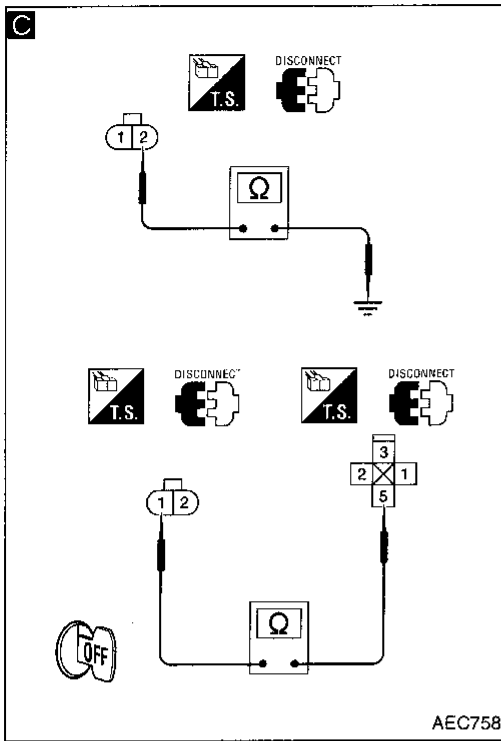 C
DISCONNECT
T.S.
1 2
Ω
DISCONNECT
DISCONNECT
T.S.
T.S.
3
2 1
5
1 2
Ω
OFF
AEC758